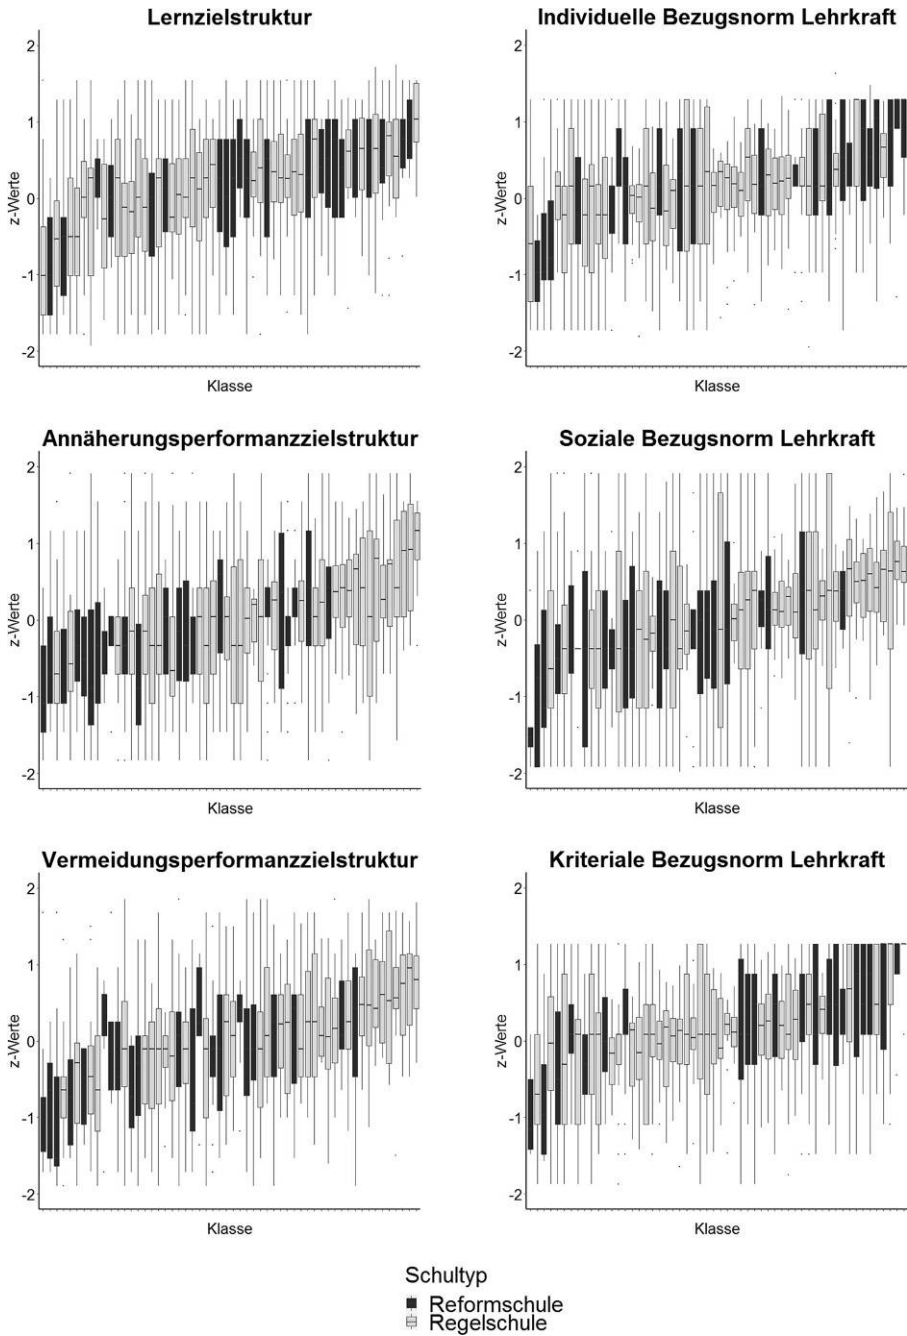 Lernzielstruktur
2
1
0
-1
-2
z-Werte
Klasse
Individuelle Bezugsnorm Lehrkraft
2
1
0
-1
-2
z-Werte
Klasse
Annäherungsperformanzzielstruktur
2
1
0
-1
-2
z-Werte
Klasse
Soziale Bezugsnorm Lehrkraft
2
1
0
-1
-2
z-Werte
Klasse
Vermeidungsperformanzzielstruktur
2
1
0
-1
-2
z-Werte
Klasse
Kriteriale Bezugsnorm Lehrkraft
2
1
0
-1
-2
z-Werte
Klasse
Schultyp
Reformschule
Regelschule